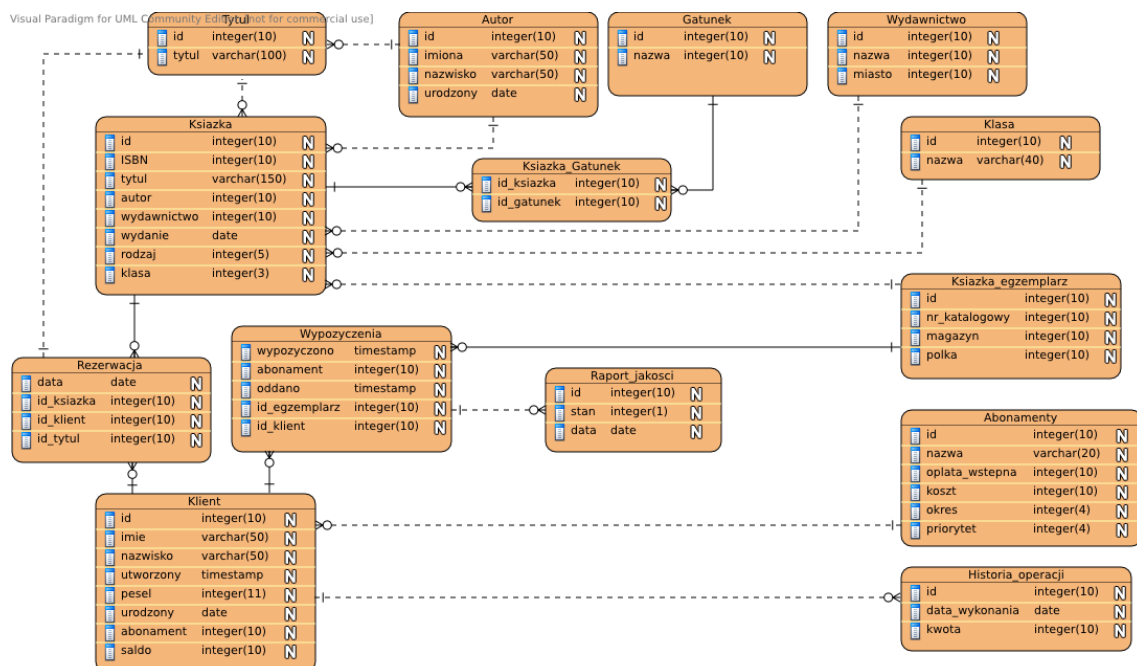 Visual Paradigm for UML Community Edition [not for commercial use]
Tytul
id integer(10) N
tytul varchar(100) N
Autor
id integer(10) N
imiona varchar(50) N
nazwisko varchar(50) N
urodzony date N
Gatunek
id integer(10) N
nazwa integer(10) N
Wydawnictwo
id integer(10) N
nazwa integer(10) N
miasto integer(10) N
Klasa
id integer(10) N
nazwa varchar(40) N
Ksiazka
id integer(10) N
ISBN integer(10) N
tytul varchar(150) N
autor integer(10) N
wydawnictwo integer(10) N
wydanie date N
rodzaj integer(5) N
klasa integer(3) N
Ksiazka_Gatunek
id_ksiazka integer(10) N
id_gatunek integer(10) N
Ksiazka_egzemplarz
id integer(10) N
nr_katalogowy integer(10) N
magazyn integer(10) N
polka integer(10) N
Wypozyczenia
wypozyczono timestamp N
abonament integer(10) N
oddano timestamp N
id_egzemplarz integer(10) N
id_klient integer(10) N
Rezerwacja
data date N
id_ksiazka integer(10) N
id_klient integer(10) N
id_tytul integer(10) N
Raport_jakosci
id integer(10) N
stan integer(1) N
data date N
Abonamenty
id integer(10) N
nazwa varchar(20) N
oplata_wstepna integer(10) N
koszt integer(10) N
okres integer(4) N
priorytet integer(4) N
Klient
id integer(10) N
imie varchar(50) N
nazwisko varchar(50) N
utworzony timestamp N
pesel integer(11) N
urodzony date N
abonament integer(10) N
saldo integer(10) N
Historia_operacji
id integer(10) N
data_wykonania date N
kwota integer(10) N